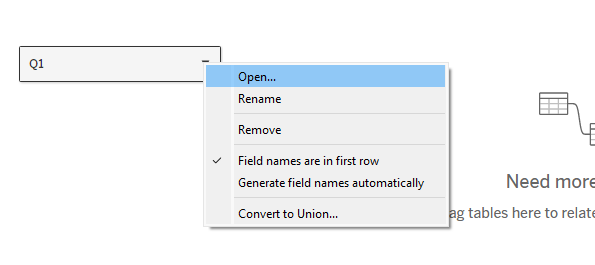 Q1
Open...
Rename
Remove
Field names are in first row
Generate field names automatically
Convert to Union...
Need more
ag tables here to relate